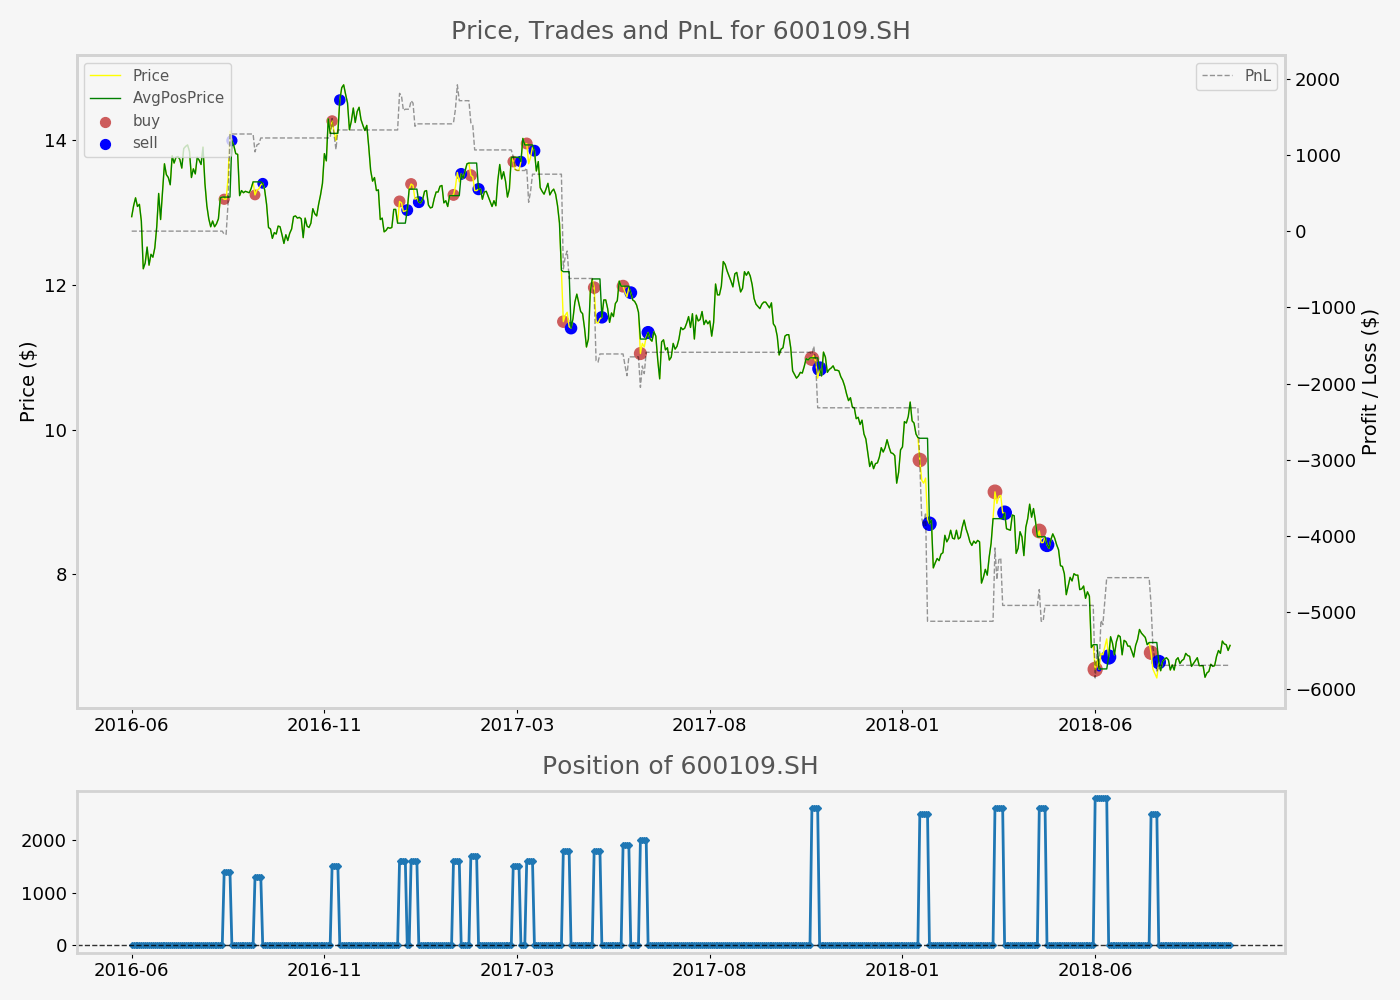 Price, Trades and PnL for 600109.SH
Price
AvgPosPrice
buy
sell
PnL
Price ($)
14
12
10
8
Profit / Loss ($)
2000
1000
0
−1000
−2000
−3000
−4000
−5000
−6000
2016-06 2016-11 2017-03 2017-08 2018-01 2018-06
Position of 600109.SH
2000
1000
0
2016-06 2016-11 2017-03 2017-08 2018-01 2018-06